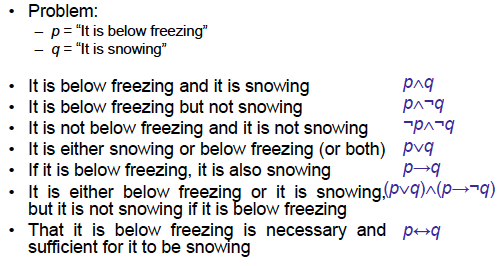 • Problem:
– p = “It is below freezing”
– q = “It is snowing”
• It is below freezing and it is snowing p∧q
• It is below freezing but not snowing p∧¬q
• It is not below freezing and it is not snowing ¬p∧¬q
• It is either snowing or below freezing (or both) p∨q
• If it is below freezing, it is also snowing p→q
• It is either below freezing or it is snowing, (p∨q)∧(p→¬q)
but it is not snowing if it is below freezing
• That it is below freezing is necessary and p↔q
sufficient for it to be snowing